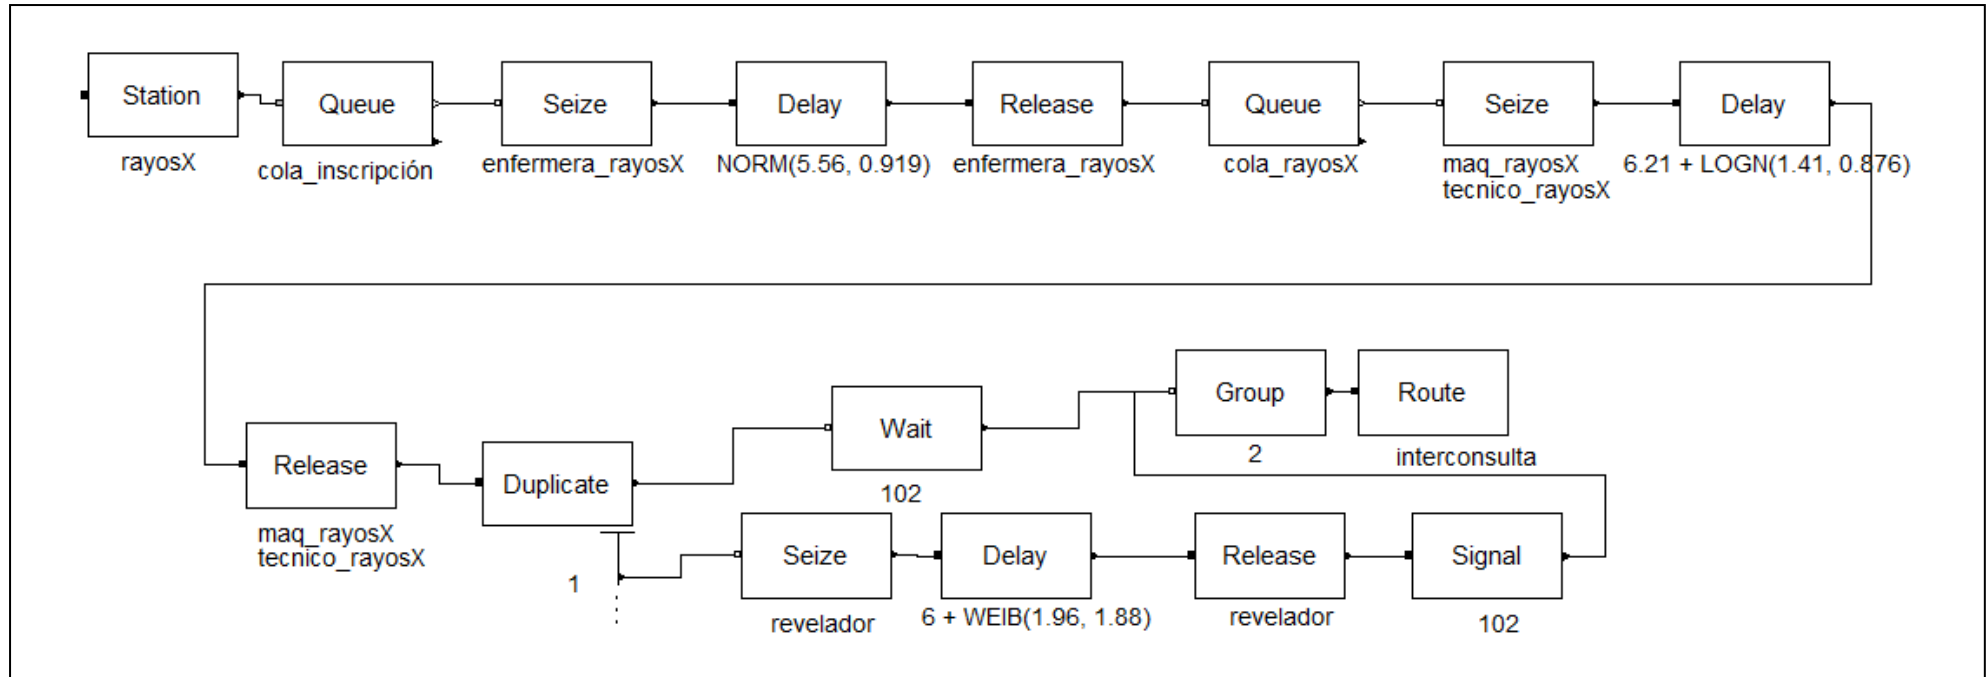 Station
rayosX
Queue
cola_inscripción
Seize
enfermera_rayosX
Delay
NORM(5.56, 0.919)
Release
enfermera_rayosX
Queue
cola_rayosX
Seize
maq_rayosX
tecnico_rayosX
Delay
6.21 + LOGN(1.41, 0.876)
Release
maq_rayosX
tecnico_rayosX
Duplicate
1
Wait
102
Group
2
Route
interconsulta
Seize
revelador
Delay
6 + WEIB(1.96, 1.88)
Release
revelador
Signal
102